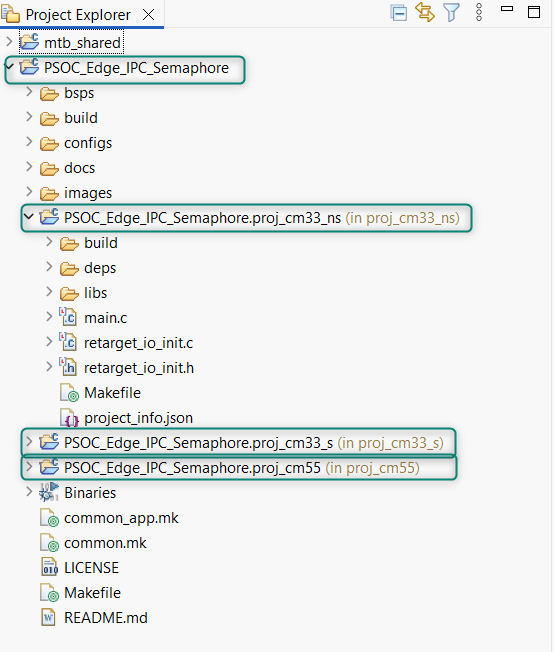 Project Explorer
mtb_shared
PSOC_Edge_IPC_Semaphore
bsps
build
configs
docs
images
PSOC_Edge_IPC_Semaphore.proj_cm33_ns (in proj_cm33_ns)
build
deps
libs
main.c
retarget_io_init.c
retarget_io_init.h
Makefile
project_info.json
PSOC_Edge_IPC_Semaphore.proj_cm33_s (in proj_cm33_s)
PSOC_Edge_IPC_Semaphore.proj_cm55 (in proj_cm55)
Binaries
common_app.mk
common.mk
LICENSE
Makefile
README.md